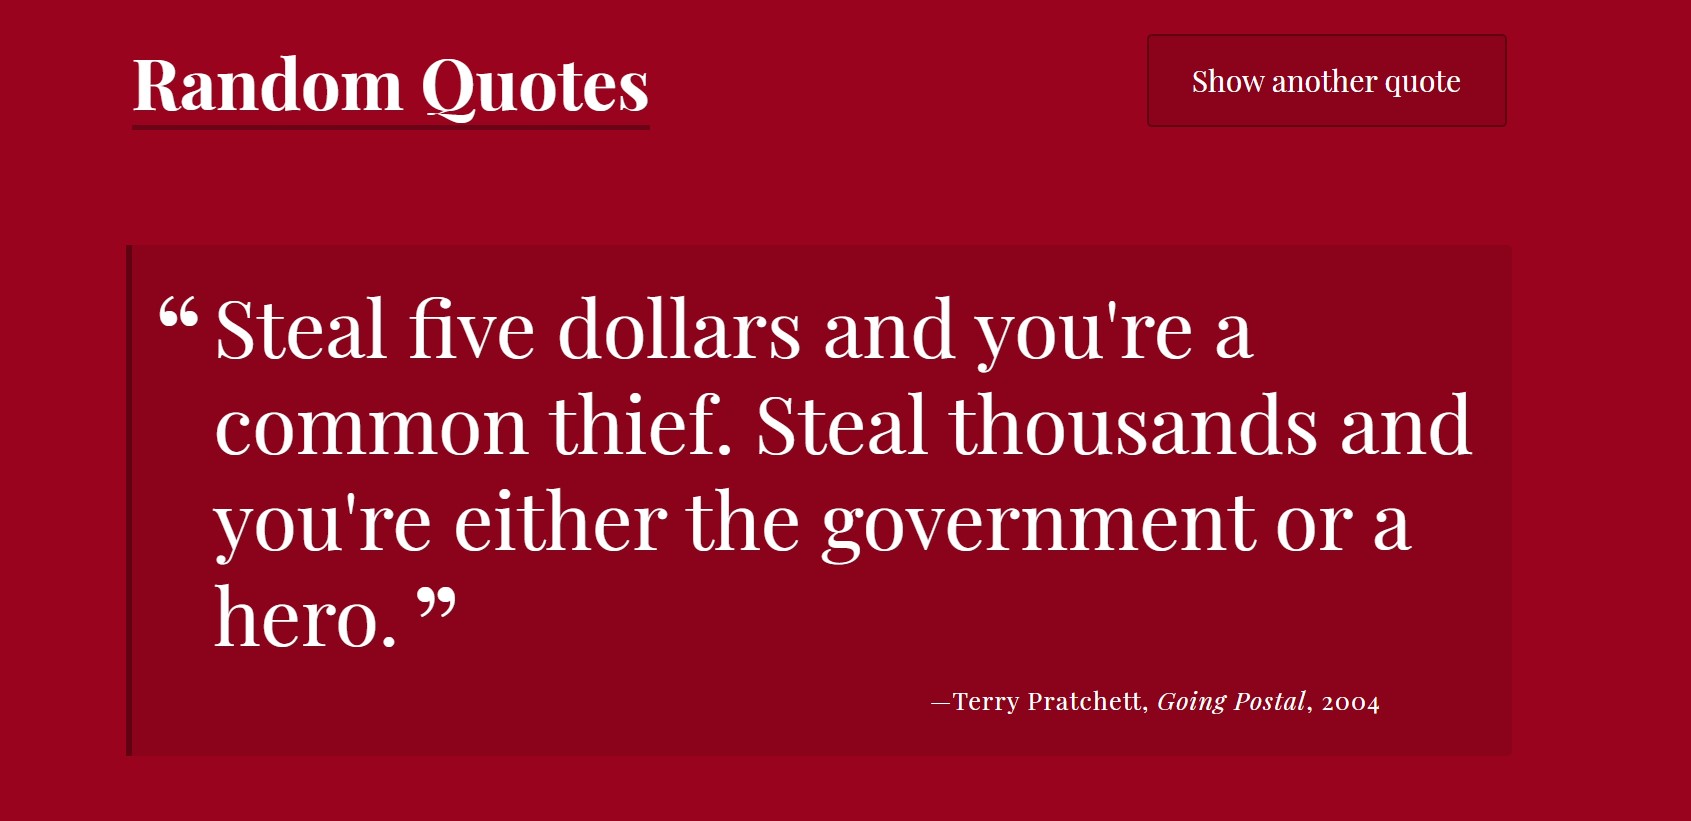 Random Quotes
Show another quote
“Steal five dollars and you're a
common thief. Steal thousands and
you're either the government or a
hero.”
—Terry Pratchett, Going Postal, 2004